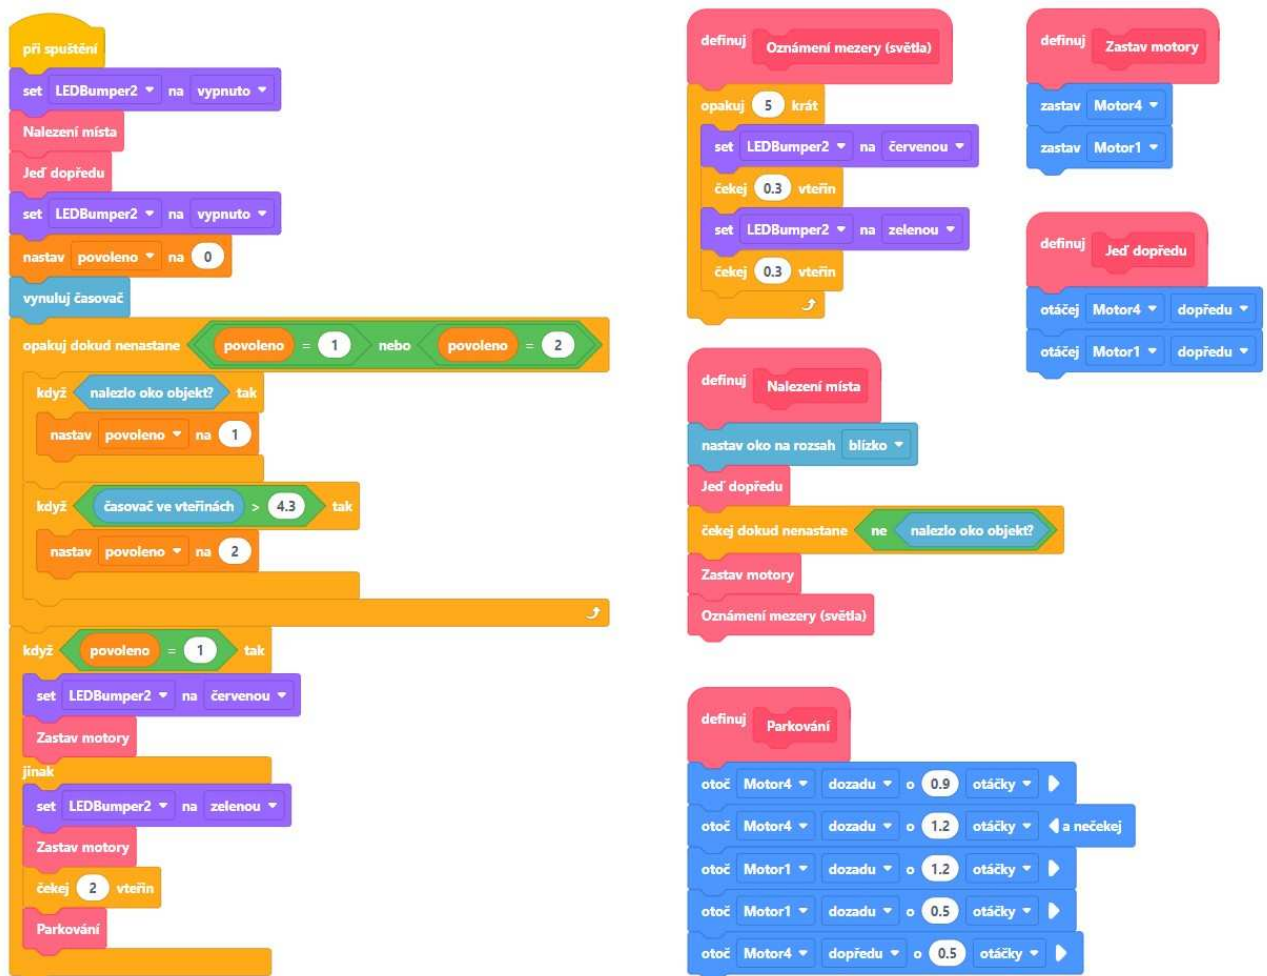 při spuštění
set LEDBumper2 na vypnuto
Nalezení místa
Jeď dopředu
set LEDBumper2 na vypnuto
nastav povoleno na 0
vynuluj časovač
opakuj dokud nenastane povoleno = 1 nebo povoleno = 2
když nalezlo oko objekt? tak
nastav povoleno na 1
když časovač ve vteřinách > 4.3 tak
nastav povoleno na 2
když povoleno = 1 tak
set LEDBumper2 na červenou
Zastav motory
jinak
set LEDBumper2 na zelenou
Zastav motory
čekej 2 vteřin
Parkování
definuj Oznámení mezery (světla)
opakuj 5 krát
set LEDBumper2 na červenou
čekej 0.3 vteřin
set LEDBumper2 na zelenou
čekej 0.3 vteřin
definuj Zastav motory
zastav Motor4
zastav Motor1
definuj Jeď dopředu
otáčej Motor4 dopředu
otáčej Motor1 dopředu
definuj Nalezení místa
nastav oko na rozsah blízko
Jeď dopředu
čekej dokud nenastane ne nalezlo oko objekt?
Zastav motory
Oznámení mezery (světla)
definuj Parkování
otoč Motor4 dozadu o 0.9 otáčky
otoč Motor4 dozadu o 1.2 otáčky a nečekej
otoč Motor1 dozadu o 1.2 otáčky
otoč Motor1 dozadu o 0.5 otáčky
otoč Motor4 dopředu o 0.5 otáčky